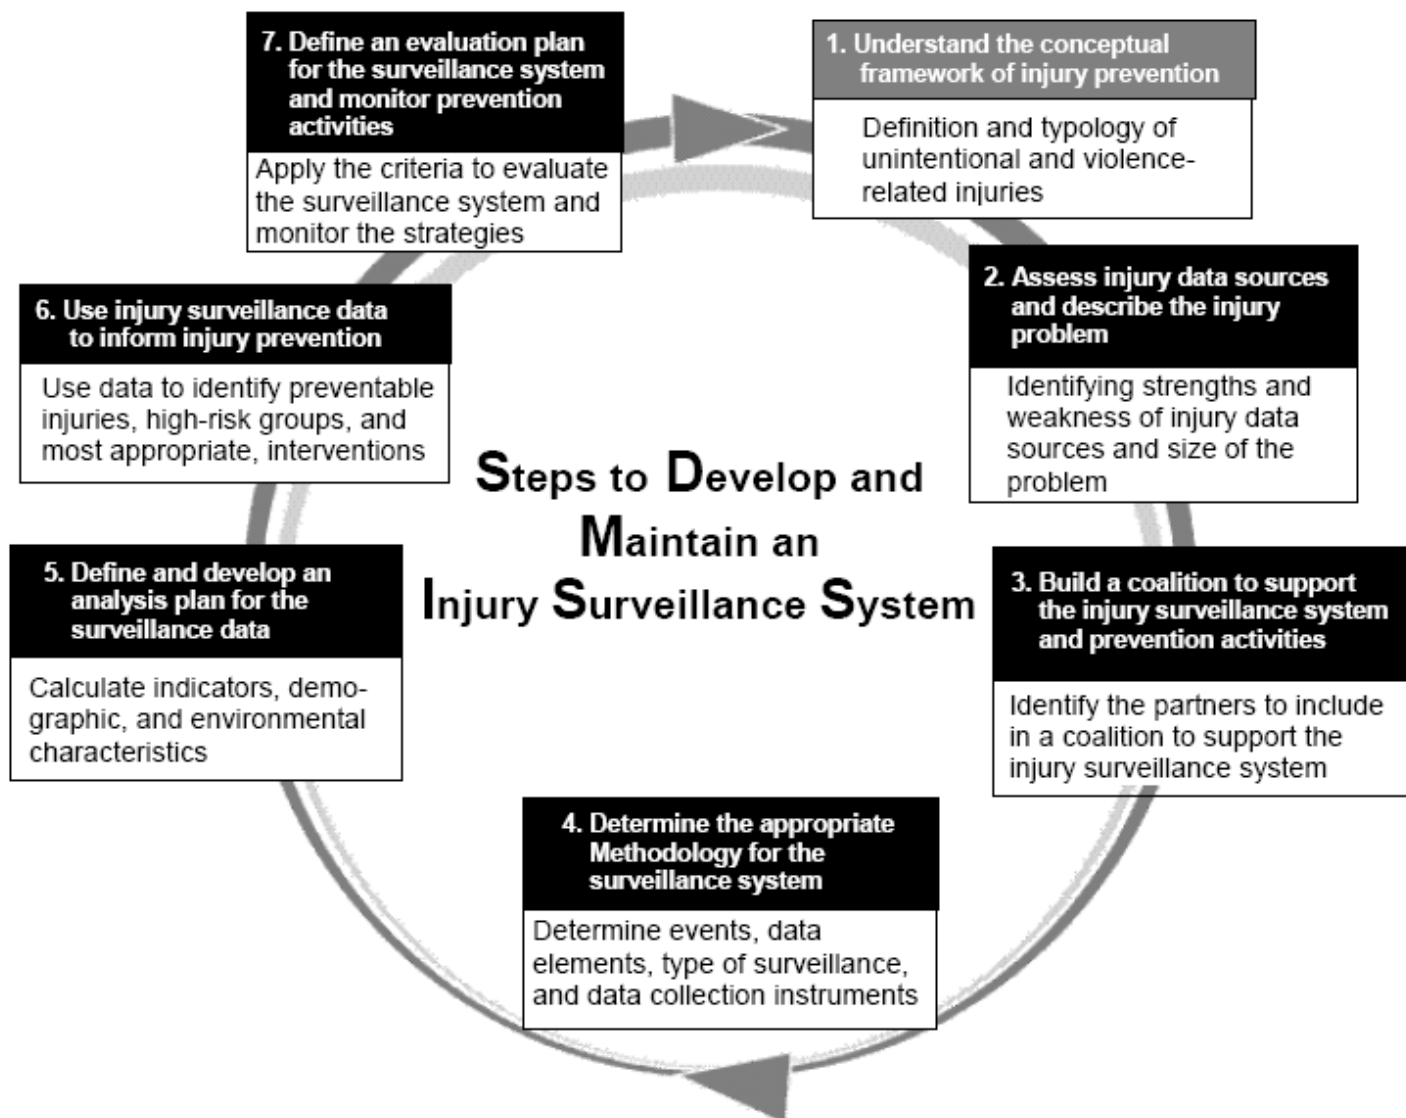 7. Define an evaluation plan
for the surveillance system
and monitor prevention
activities
Apply the criteria to evaluate
the surveillance system and
monitor the strategies
1. Understand the conceptual
framework of injury prevention
Definition and typology of
unintentional and violence-
related injuries
2. Assess injury data sources
and describe the injury
problem
Identifying strengths and
weakness of injury data
sources and size of the
problem
3. Build a coalition to support
the injury surveillance system
and prevention activities
Identify the partners to include
in a coalition to support the
injury surveillance system
4. Determine the appropriate
Methodology for the
surveillance system
Determine events, data
elements, type of surveillance,
and data collection instruments
5. Define and develop an
analysis plan for the
surveillance data
Calculate indicators, demo-
graphic, and environmental
characteristics
6. Use injury surveillance data
to inform injury prevention
Use data to identify preventable
injuries, high-risk groups, and
most appropriate, interventions
Steps to Develop and
Maintain an
Injury Surveillance System